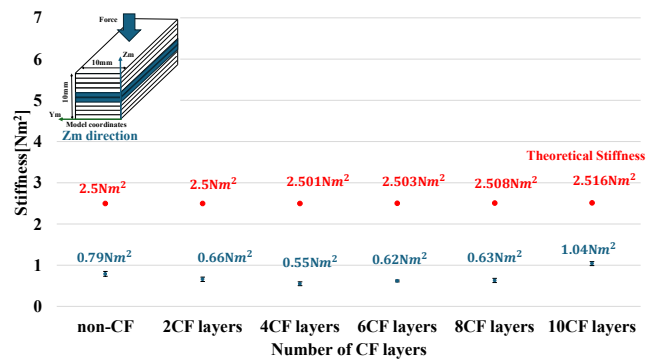 7
6
5
4
3
2
1
0
Stiffness[Nm²]
Force
Zm
10mm
10mm
Ym
Model coordinates
Zm direction
Theoretical Stiffness
2.5Nm²
2.5Nm²
2.501Nm²
2.503Nm²
2.508Nm²
2.516Nm²
0.79Nm²
0.66Nm²
0.55Nm²
0.62Nm²
0.63Nm²
1.04Nm²
non-CF
2CF layers
4CF layers
6CF layers
8CF layers
10CF layers
Number of CF layers